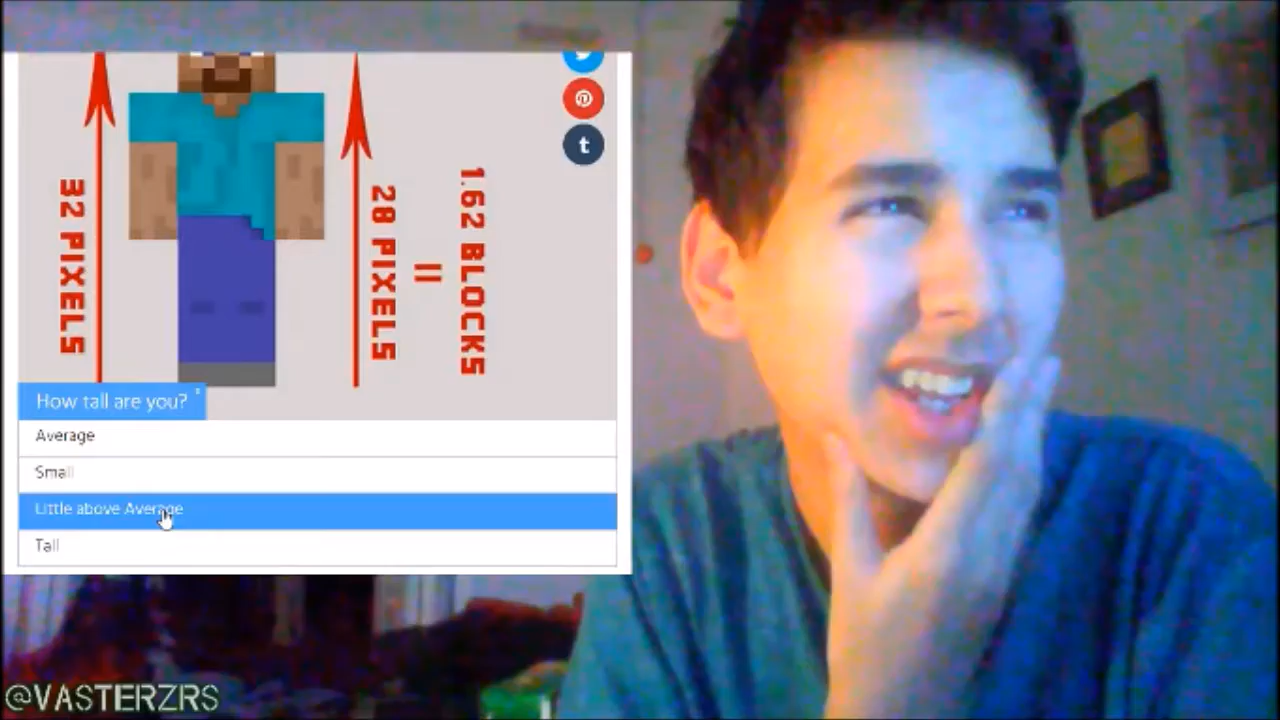 32 PIXELS
28 PIXELS
=
1.62 BLOCKS
t
How tall are you?
Average
Small
Little above Average
Tall
@VASTERZRS